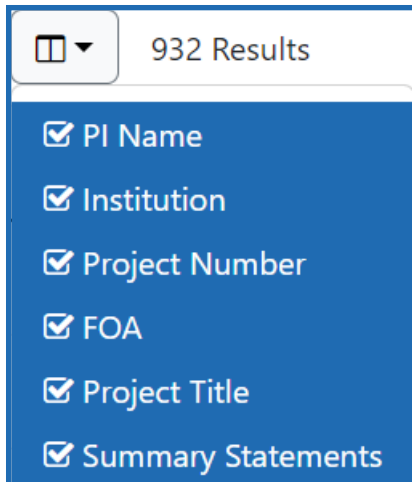 932 Results
PI Name
Institution
Project Number
FOA
Project Title
Summary Statements